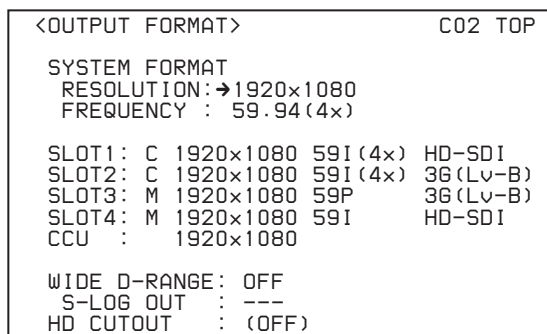 <OUTPUT FORMAT> C02 TOP
SYSTEM FORMAT
RESOLUTION:→1920×1080
FREQUENCY : 59.94(4×)
SLOT1: C 1920×1080 59I(4×) HD-SDI
SLOT2: C 1920×1080 59I(4×) 3G(Lv-B)
SLOT3: M 1920×1080 59P 3G(Lv-B)
SLOT4: M 1920×1080 59I HD-SDI
CCU : 1920×1080
WIDE D-RANGE: OFF
S-LOG OUT : ---
HD CUTOUT : (OFF)